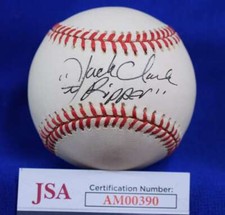 "Jack Clark
"Ripper"
JSA
Certification Number:
AM00390